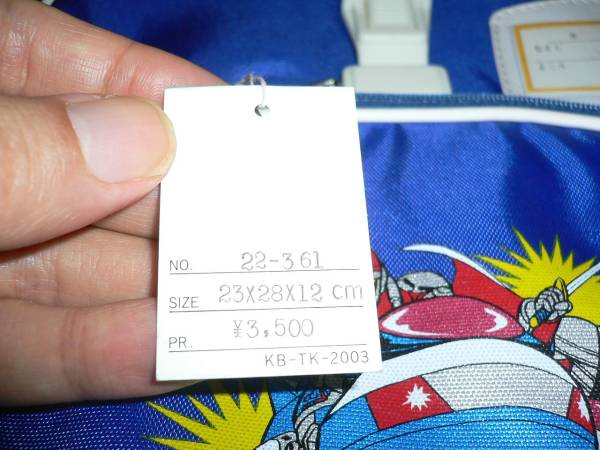 NO. 22-361
SIZE 23X28X12 cm
PR. ¥3,500
KB-TK-2003